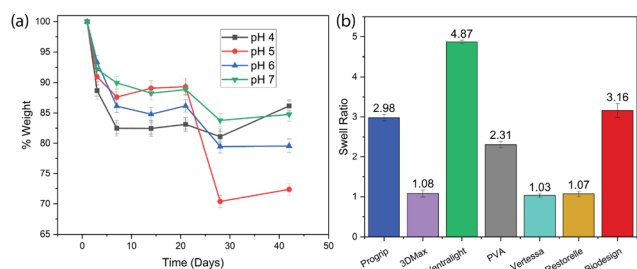 (a)
100
95
90
85
80
75
70
65
% Weight
0
10
20
30
40
Time (Days)
pH 4
pH 5
pH 6
pH 7
(b)
5
4
3
2
1
0
Swell Ratio
2.98
1.08
4.87
2.31
1.03
1.07
3.16
Progrip
3DMax
Ventralight
PVA
Vertessa
Restorelle
Biodesign